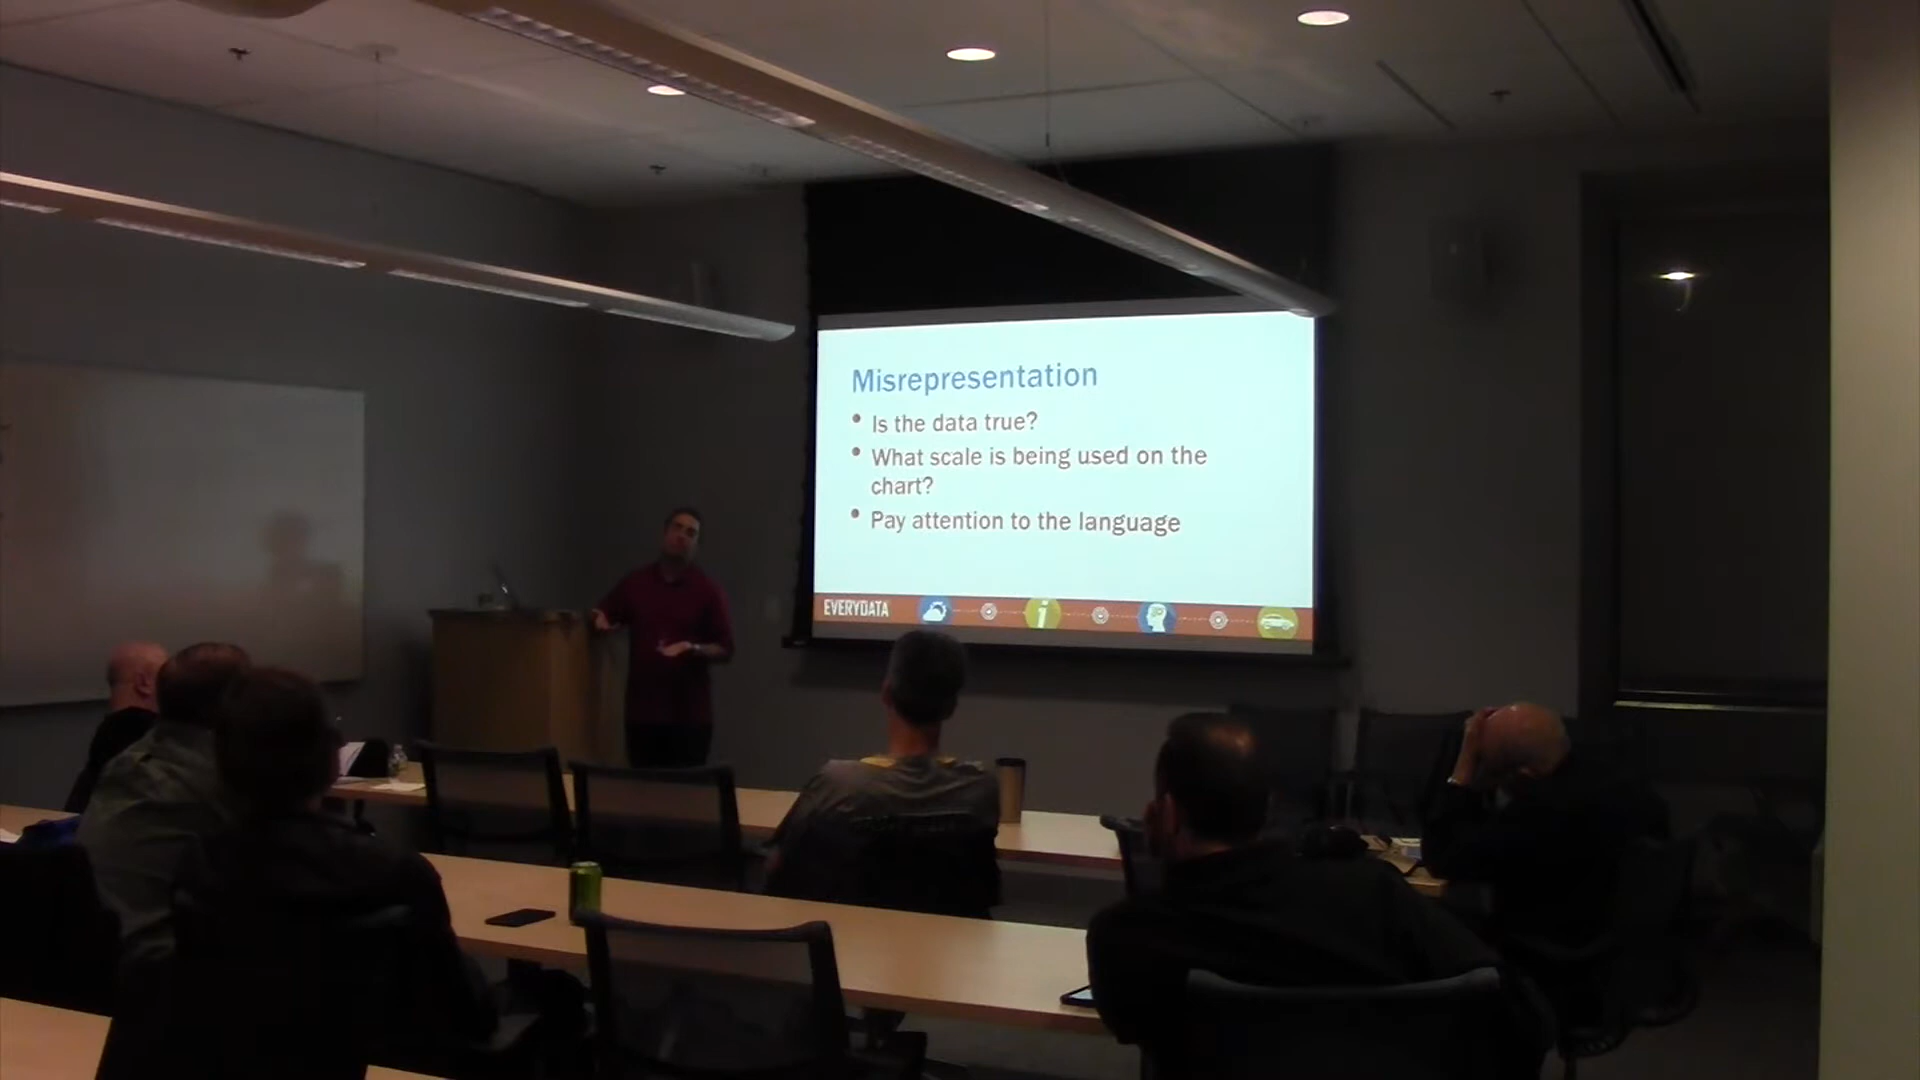 Misrepresentation
• Is the data true?
• What scale is being used on the
chart?
• Pay attention to the language
EVERYDATA